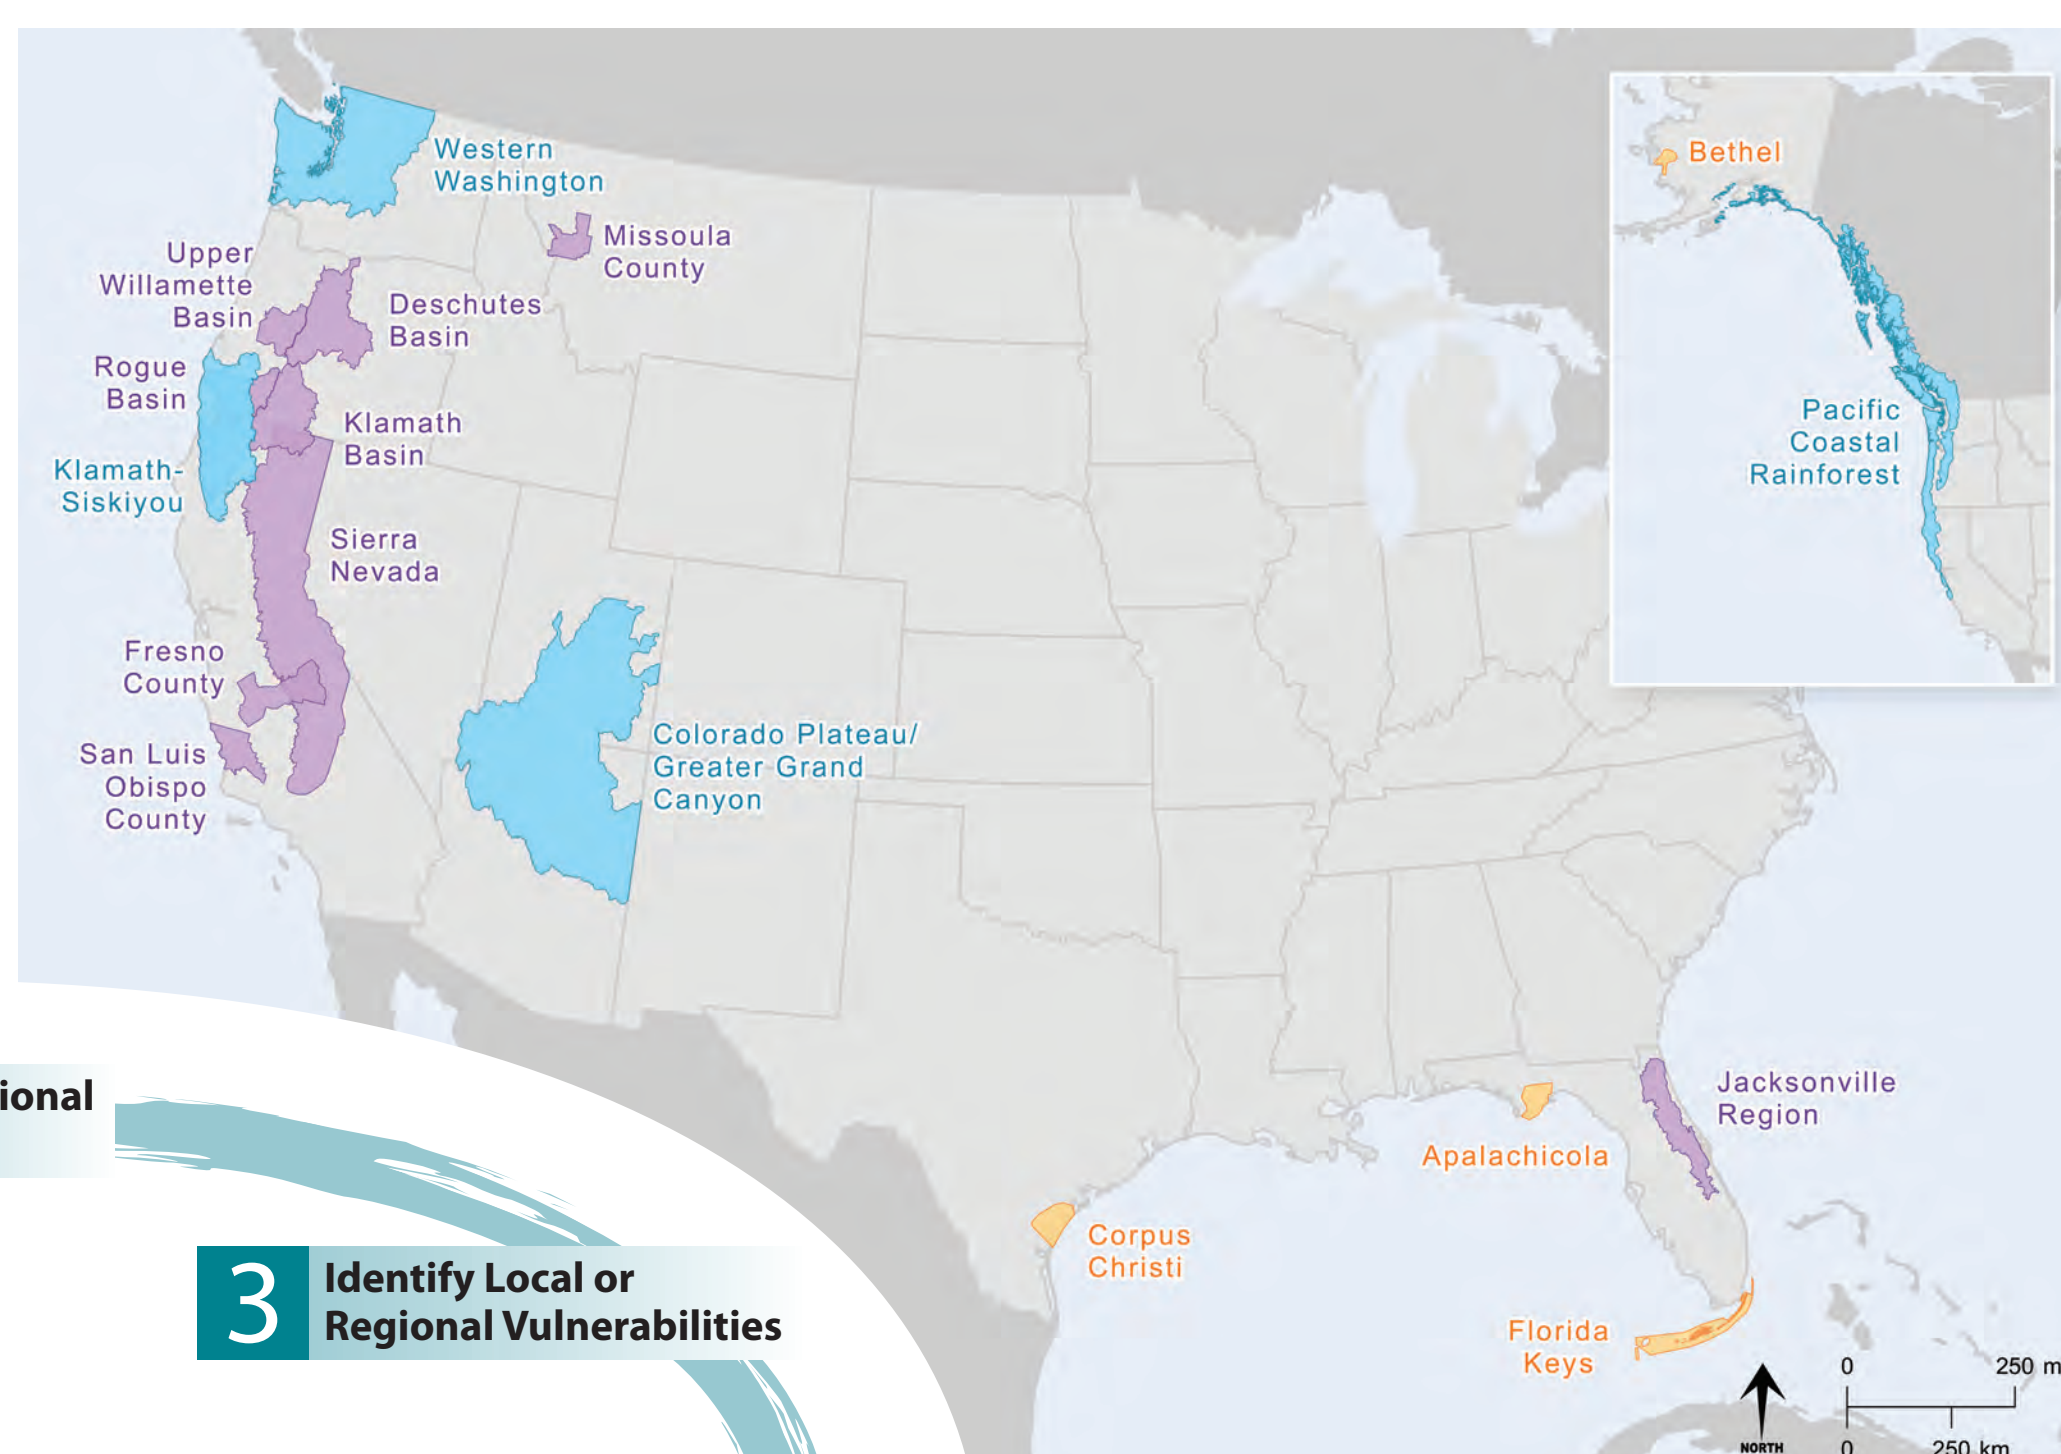 Western
Washington
Missoula
County
Upper
Willamette
Basin
Deschutes
Basin
Rogue
Basin
Klamath
Basin
Klamath-
Siskiyou
Sierra
Nevada
Fresno
County
San Luis
Obispo
County
Colorado Plateau/
Greater Grand
Canyon
Bethel
Pacific
Coastal
Rainforest
Jacksonville
Region
Apalachicola
Corpus
Christi
Florida
Keys
ional
3
Identify Local or
Regional Vulnerabilities
NORTH
0 250 m
0 250 km